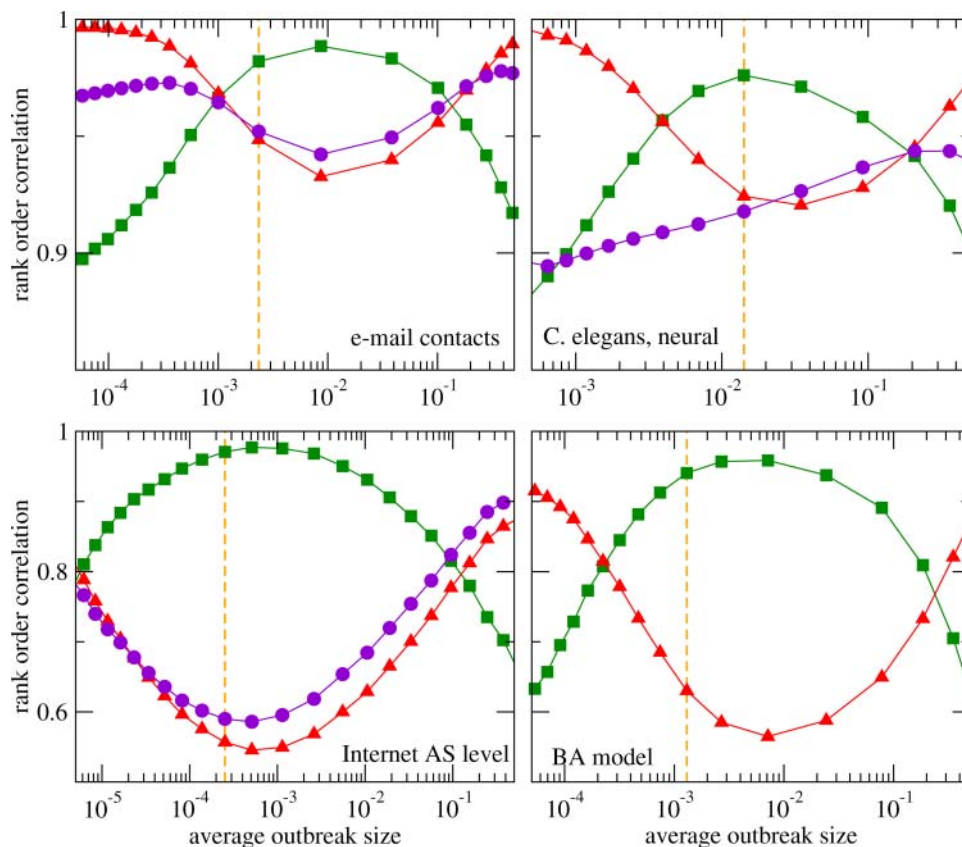 1
0.9
rank order correlation
e-mail contacts
C. elegans, neural
10⁻⁴ 10⁻³ 10⁻² 10⁻¹
10⁻³ 10⁻² 10⁻¹
1
0.8
0.6
rank order correlation
Internet AS level
BA model
10⁻⁵ 10⁻⁴ 10⁻³ 10⁻² 10⁻¹
10⁻⁴ 10⁻³ 10⁻² 10⁻¹
average outbreak size
average outbreak size